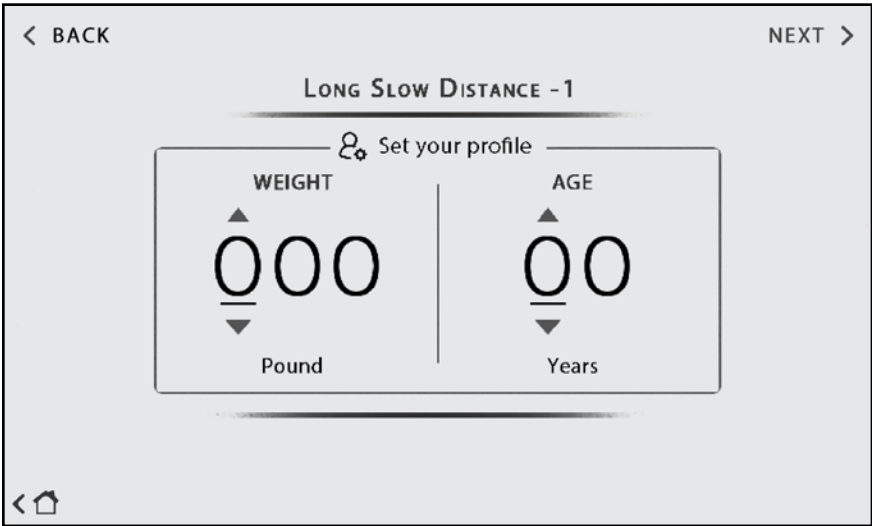 BACK
NEXT
LONG SLOW DISTANCE -1
Set your profile
WEIGHT
AGE
000
00
Pound
Years